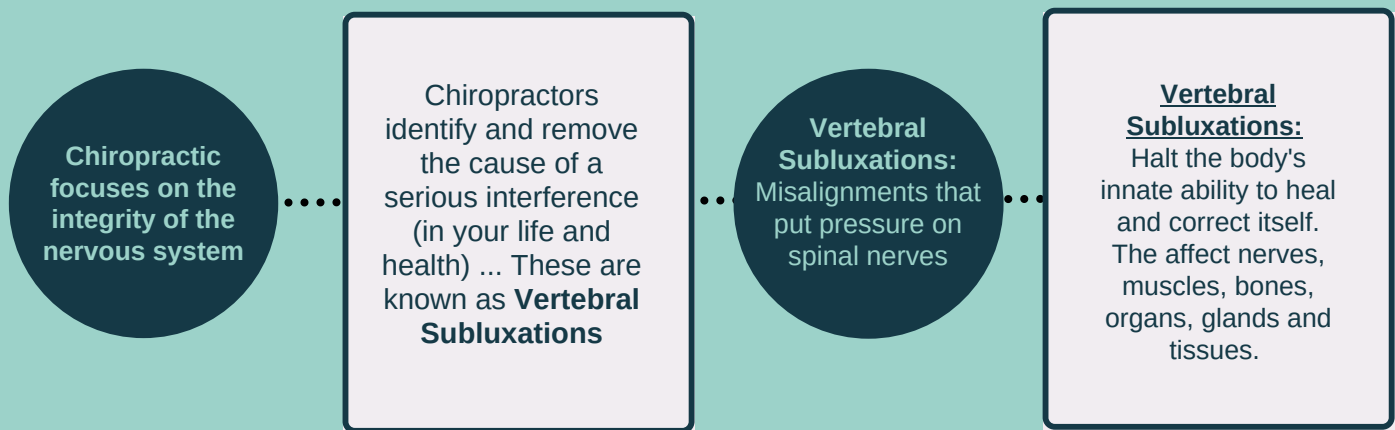 Chiropractic
focuses on the
integrity of the
nervous system
Chiropractors
identify and remove
the cause of a
serious interference
(in your life and
health) ... These are
known as Vertebral
Subluxations
Vertebral
Subluxations:
Misalignments that
put pressure on
spinal nerves
Vertebral
Subluxations:
Halt the body's
innate ability to heal
and correct itself.
The affect nerves,
muscles, bones,
organs, glands and
tissues.